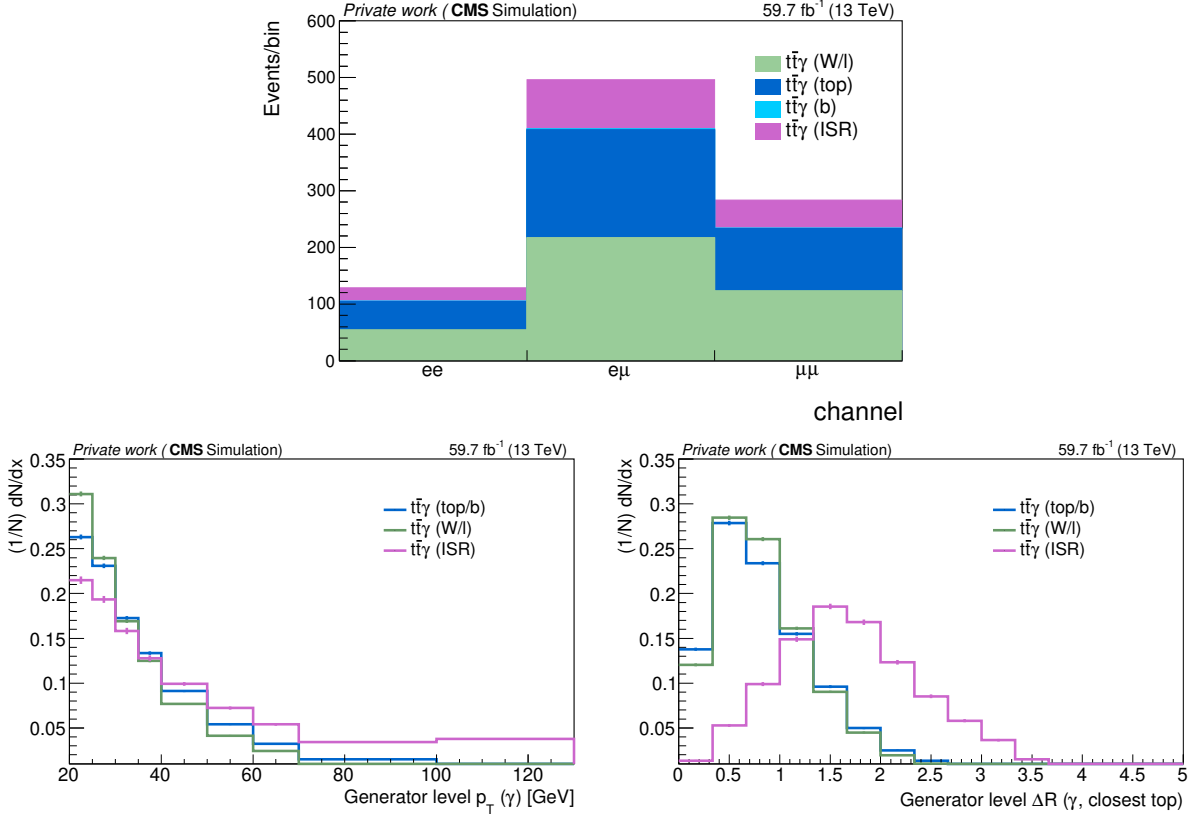 Private work ( CMS Simulation 59.7 fb⁻¹ (13 TeV)
Events/bin
600
500
400
300
200
100
0
tt̄γ (W/l)
tt̄γ (top)
tt̄γ (b)
tt̄γ (ISR)
ee eμ μμ
channel
Private work ( CMS Simulation 59.7 fb⁻¹ (13 TeV)
(1/N) dN/dx
0.35
0.3
0.25
0.2
0.15
0.1
0.05
tt̄γ (top/b)
tt̄γ (W/l)
tt̄γ (ISR)
20 40 60 80 100 120
Generator level p_T (γ) [GeV]
Private work ( CMS Simulation 59.7 fb⁻¹ (13 TeV)
(1/N) dN/dx
0.35
0.3
0.25
0.2
0.15
0.1
0.05
tt̄γ (top/b)
tt̄γ (W/l)
tt̄γ (ISR)
0 0.5 1 1.5 2 2.5 3 3.5 4 4.5 5
Generator level ΔR (γ, closest top)